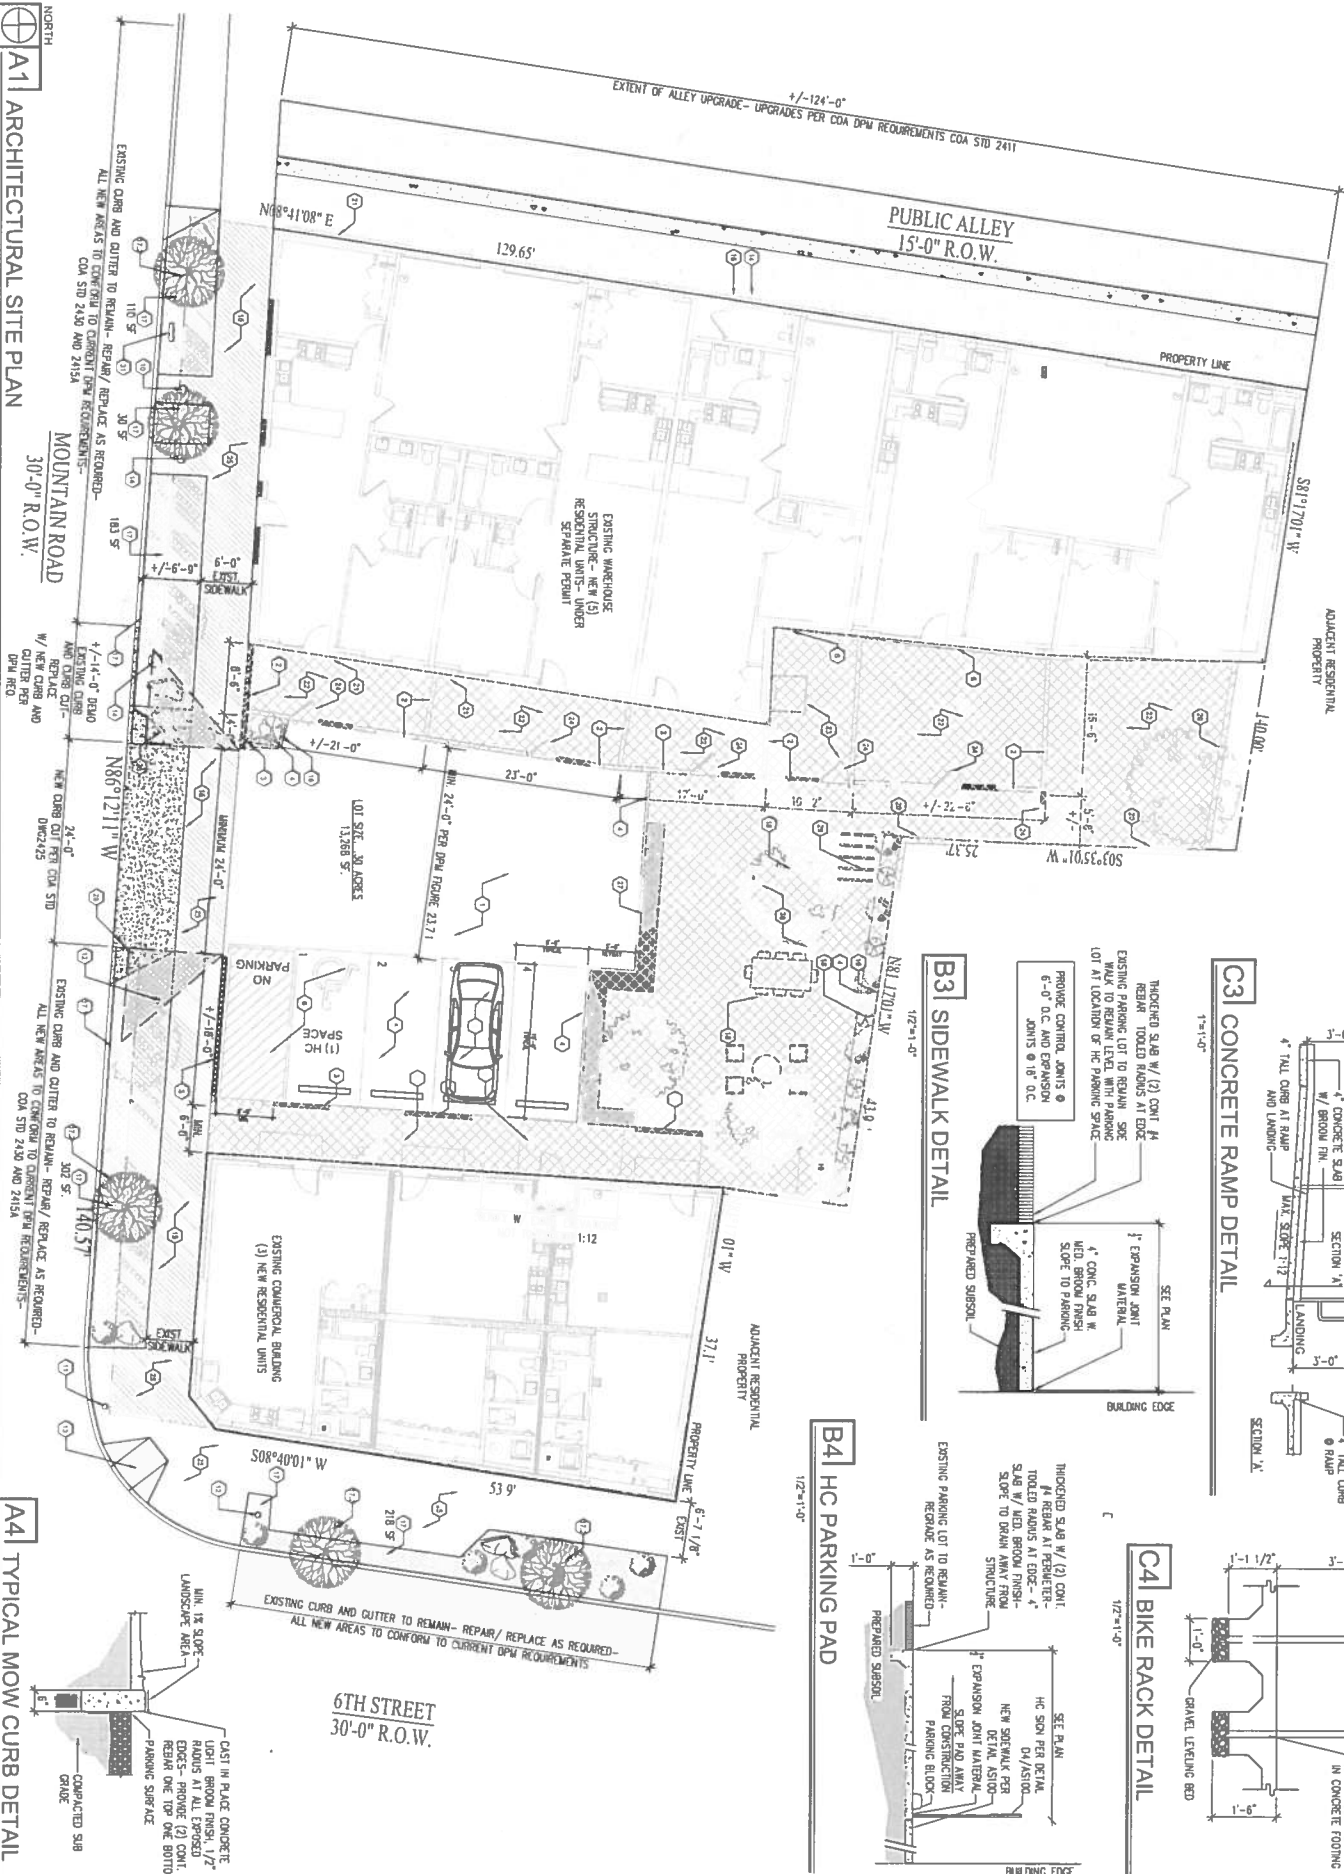 +/-124'-0"
EXTENT OF ALLEY UPGRADE- UPGRADES PER COA DPM REQUIREMENTS COA STD 2411
PUBLIC ALLEY
15'-0" R.O.W.
N08°41'08" E
129.65'
PROPERTY LINE
S81°17'01" W
140.00'
ADJACENT RESIDENTIAL
PROPERTY
EXISTING WAREHOUSE
STRUCTURE- NEW (5)
RESIDENTIAL UNITS- UNDER
SEPARATE PERMIT
NORTH
A1 ARCHITECTURAL SITE PLAN
EXISTING CURB AND GUTTER TO REMAIN- REPAIR/ REPLACE AS REQUIRED-
ALL NEW AREAS TO CONFORM TO CURRENT DPM REQUIREMENTS-
COA STD 2430 AND 2415A
110 SF
30 SF
183 SF
MOUNTAIN ROAD
30'-0" R.O.W.
+/-6'-9"
6'-0"
EXIST.
SIDEWALK
8'-6"
+/-14'-0" DEMO
EXISTING CURB
AND CURB CUT-
REPLACE
W/ NEW CURB AND
GUTTER PER
DPM REQ
N86°12'11" W
24'-0"
NEW CURB CUT PER COA STD
DWG2425
MINIMUM 24'-0"
+/-21'-0"
23'-0"
MIN. 24'-0" PER DPM FIGURE 23.7.1
LOT SIZE .30 ACRES
13,268 SF
15'-6"
5'-6"
+/-
+/-22'-2"
25.37
S03°35'01" W
N81°17'01" W
43.9'
NO
PARKING
1
(1) HC
SPACE
2
4
+/-18'-0"
MIN.
6'-0"
EXISTING CURB AND GUTTER TO REMAIN- REPAIR/ REPLACE AS REQUIRED-
ALL NEW AREAS TO CONFORM TO CURRENT DPM REQUIREMENTS-
COA STD 2430 AND 2415A
302 SF.
140.57'
EXIST
SIDEWALK
EXISTING COMMERCIAL BUILDING
(3) NEW RESIDENTIAL UNITS
W
1:12
01" W
37.1'
ADJACENT RESIDENTIAL
PROPERTY
PROPERTY LINE
6'-7 1/8"
EXIST
S08°40'01" W
53.9'
218 SF
EXISTING CURB AND GUTTER TO REMAIN- REPAIR/ REPLACE AS REQUIRED-
ALL NEW AREAS TO CONFORM TO CURRENT DPM REQUIREMENTS
6TH STREET
30'-0" R.O.W.
B3 SIDEWALK DETAIL
1/2"=1'-0"
THICKENED SLAB W/ (2) CONT #4
REBAR TOOLED RADIUS AT EDGE
EXISTING PARKING LOT TO REMAIN SIDE
WALK TO REMAIN LEVEL WITH PARKING
LOT AT LOCATION OF HC PARKING SPACE
PROVIDE CONTROL JOINTS @
6'-0" O.C. AND EXPANSION
JOINTS @ 18' O.C.
SEE PLAN
EXPANSION JOINT
MATERIAL
4" CONC. SLAB W.
MED. BROOM FINISH
SLOPE TO PARKING
PREPARED SUBSOIL
BUILDING EDGE
C3 CONCRETE RAMP DETAIL
1"=1'-0"
4" CONCRETE SLAB
W/ BROOM FIN.
4" TALL CURB AT RAMP
AND LANDING
MAX. SLOPE 1:12
SECTION 'A'
LANDING
3'-0"
4" TALL CURB
@ RAMP
SECTION 'A'
B4 HC PARKING PAD
1/2"=1'-0"
THICKENED SLAB W/ (2) CONT.
#4 REBAR AT PERIMETER-
TOOLED RADIUS AT EDGE- 4"
SLAB W/ MED. BROOM FINISH-
SLOPE TO DRAIN AWAY FROM
STRUCTURE
EXISTING PARKING LOT TO REMAIN-
REGRADE AS REQUIRED
1'-0"
PREPARED SUBSOIL
SEE PLAN
HC SIGN PER DETAIL
D4/AS100
NEW SIDEWALK PER
DETAIL AS100
EXPANSION JOINT MATERIAL
SLOPE PAD AWAY
FROM CONSTRUCTION
PARKING BLOCK
BUILDING EDGE
C4 BIKE RACK DETAIL
1/2"=1'-0"
1'-1 1/2"
1'-0"
GRAVEL LEVELING BED
1'-6"
IN CONCRETE FOOTING
A4 TYPICAL MOW CURB DETAIL
MIN. 1% SLOPE
LANDSCAPE AREA
6"
CAST IN PLACE CONCRETE
LIGHT BROOM FINISH, 1/2"
RADIUS AT ALL EXPOSED
EDGES- PROVIDE (2) CONT.
REBAR ONE TOP ONE BOTTO
PARKING SURFACE
COMPACTED SUB
GRADE